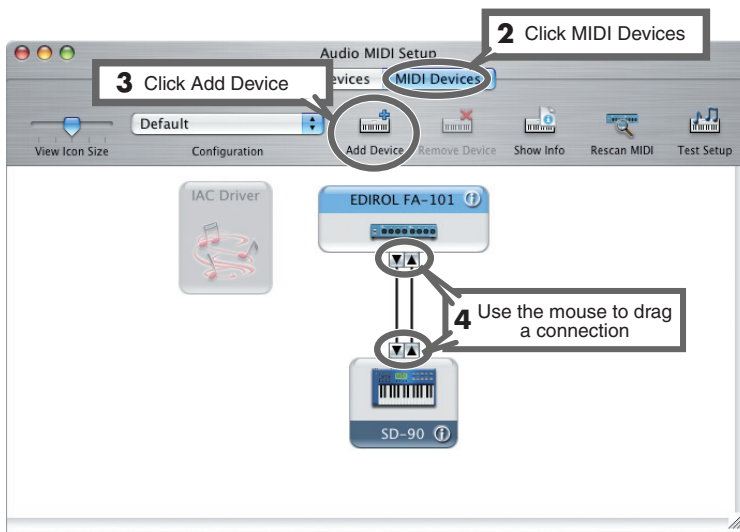 2 Click MIDI Devices
Audio MIDI Setup
3 Click Add Device
evices MIDI Devices
Default
View Icon Size Configuration Add Device Remove Device Show Info Rescan MIDI Test Setup
IAC Driver
EDIROL FA-101
4 Use the mouse to drag
a connection
SD-90